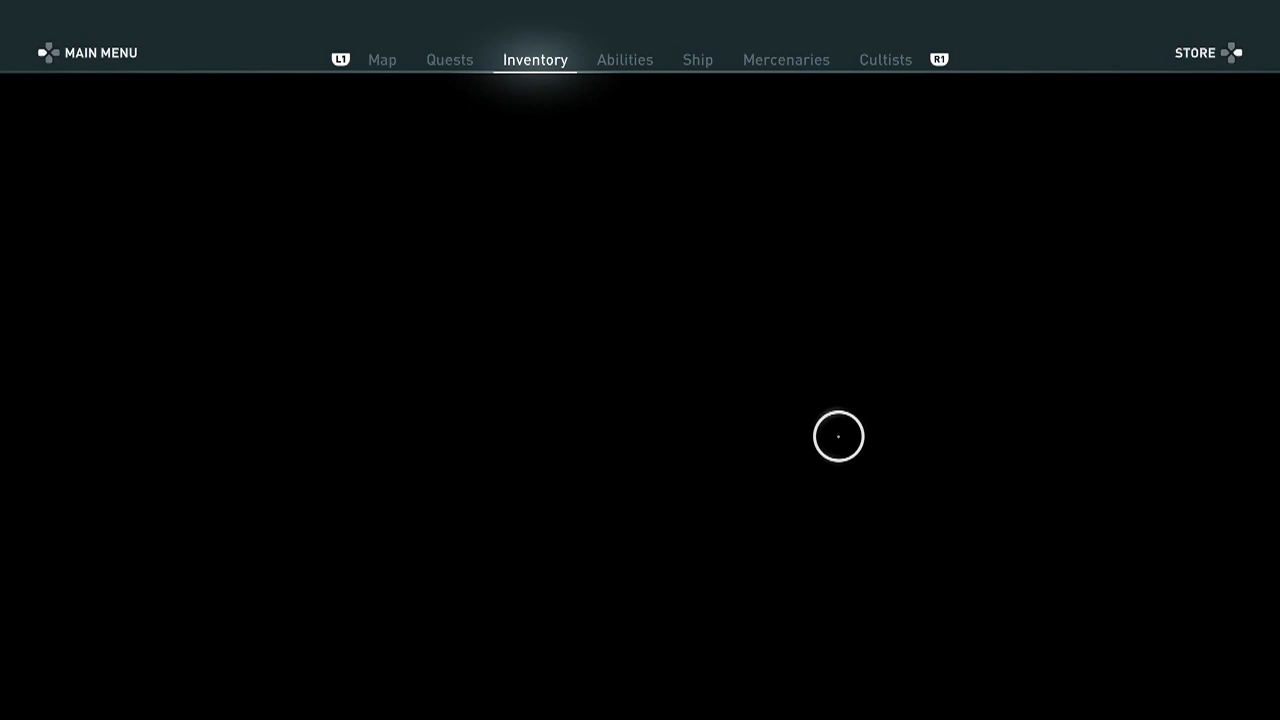 MAIN MENU
L1 Map Quests Inventory Abilities Ship Mercenaries Cultists R1
STORE